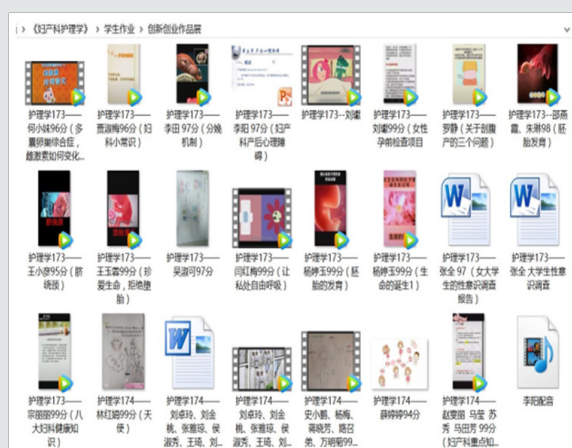 《妇产科护理学》 › 学生作业 › 创新创业作品展
护理学173——
何小妹96分（多
囊卵巢综合症，
雌激素如何变化...
护理学173——
贾淑梅96分（妇
科小常识）
护理学173——
李田 97分（分娩
机制）
护理学173——
李阳 97分（妇产
科产后心理障
碍）
护理学173--刘
护理学173——
99分（女性
孕前检查项目
护理学173——
罗静（关于剖腹
产的三个问题）
护理学173--邵燕
霞、朱琳98（胚
胎发育）
护理学173——
王小彦95分（脐
绕颈）
护理学173——
王玉蓉99分（珍
爱生命，拒绝堕
胎）
护理学173——
吴淑可97分
护理学173——
闫红梅99分（让
私处自由呼吸）
护理学173——
杨婷玉99分（胚
胎的发育）
护理学173——
杨婷玉99分（生
命的诞生1）
护理学173——
张全 97（女大学
生的性意识调查
报告）
护理学173——
张全 大学生性意
识调查
护理学173——
宗丽丽99分（八
大妇科健康知
识）
护理学174——
林红娟99分（天
使）
护理学174——
刘卓玲、刘金
桃、张雅琼、侯
淑秀、王琦、刘...
护理学174——
刘卓玲、刘金
桃、张雅琼、侯
淑秀、王琦、刘...
护理学174——
史小鹏、杨梅、
蒋晓芳、路召
弟、万明菊99...
护理学174——
薛婷婷94分
护理学174——
赵雯丽 马莹 苏
秀 马田芳 99分
（妇产科重点知...
李阳配音